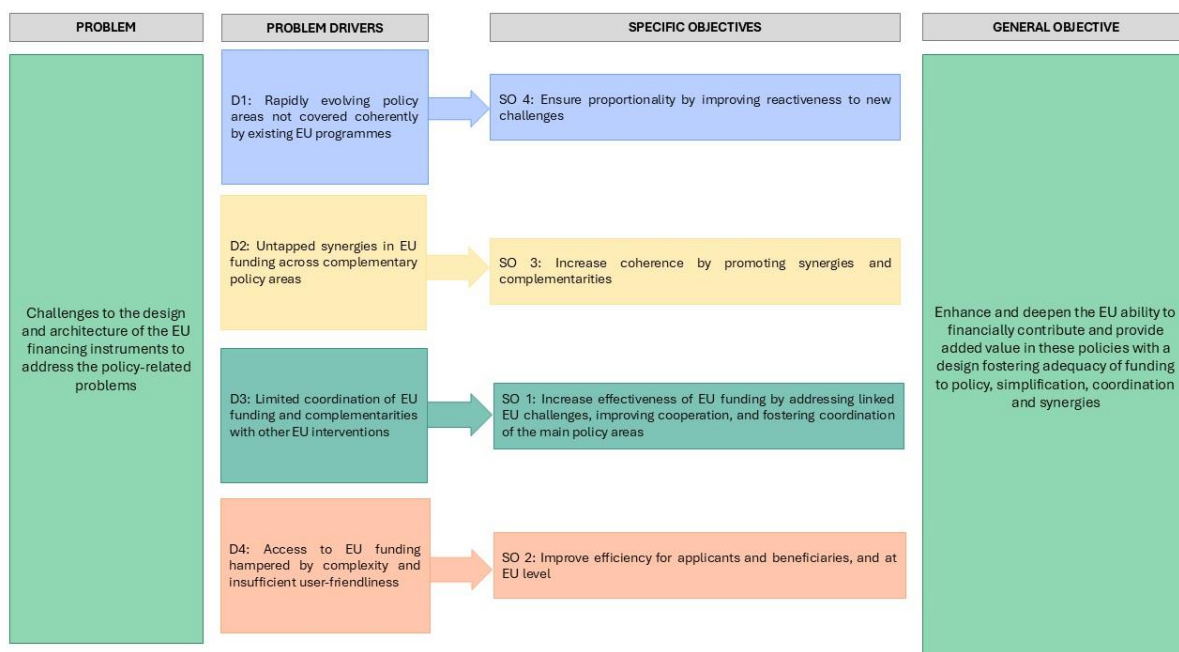 PROBLEM
PROBLEM DRIVERS
SPECIFIC OBJECTIVES
GENERAL OBJECTIVE
Challenges to the design
and architecture of the EU
financing instruments to
address the policy-related
problems
D1: Rapidly evolving policy
areas not covered coherently
by existing EU programmes
SO 4: Ensure proportionality by improving reactiveness to new
challenges
D2: Untapped synergies in EU
funding across complementary
policy areas
SO 3: Increase coherence by promoting synergies and
complementarities
D3: Limited coordination of EU
funding and complementarities
with other EU interventions
SO 1: Increase effectiveness of EU funding by addressing linked
EU challenges, improving cooperation, and fostering coordination
of the main policy areas
D4: Access to EU funding
hampered by complexity and
insufficient user-friendliness
SO 2: Improve efficiency for applicants and beneficiaries, and at
EU level
Enhance and deepen the EU ability to
financially contribute and provide
added value in these policies with a
design fostering adequacy of funding
to policy, simplification, coordination
and synergies